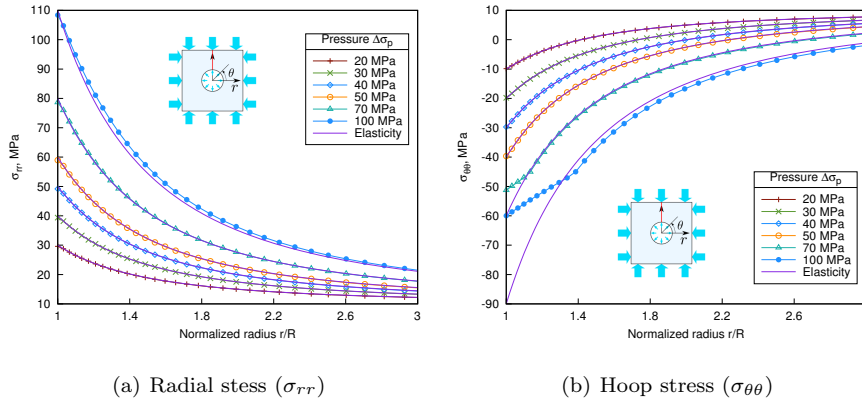 110
100
90
80
70
60
50
40
30
20
10
1
1.4
1.8
2.2
2.6
3
σrr, MPa
Normalized radius r/R
Pressure Δσp
20 MPa
30 MPa
40 MPa
50 MPa
70 MPa
100 MPa
Elasticity
θ
r
(a) Radial stess (σrr)
10
0
-10
-20
-30
-40
-50
-60
-70
-80
-90
1
1.4
1.8
2.2
2.6
σθθ, MPa
Normalized radius r/R
θ
r
Pressure Δσp
20 MPa
30 MPa
40 MPa
50 MPa
70 MPa
100 MPa
Elasticity
(b) Hoop stress (σθθ)